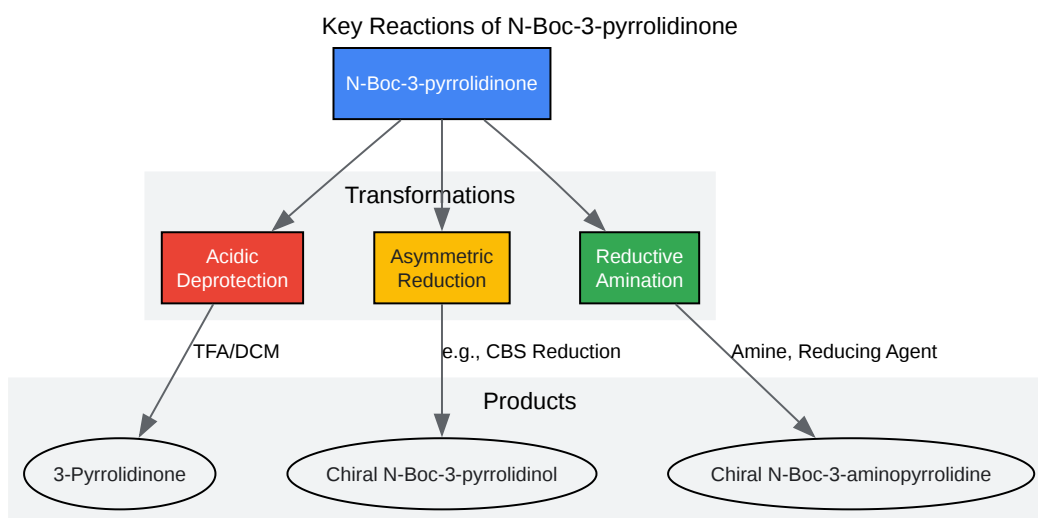 Key Reactions of N-Boc-3-pyrrolidinone
N-Boc-3-pyrrolidinone
Transformations
Acidic
Deprotection
Asymmetric
Reduction
Reductive
Amination
TFA/DCM
e.g., CBS Reduction
Amine, Reducing Agent
Products
3-Pyrrolidinone
Chiral N-Boc-3-pyrrolidinol
Chiral N-Boc-3-aminopyrrolidine